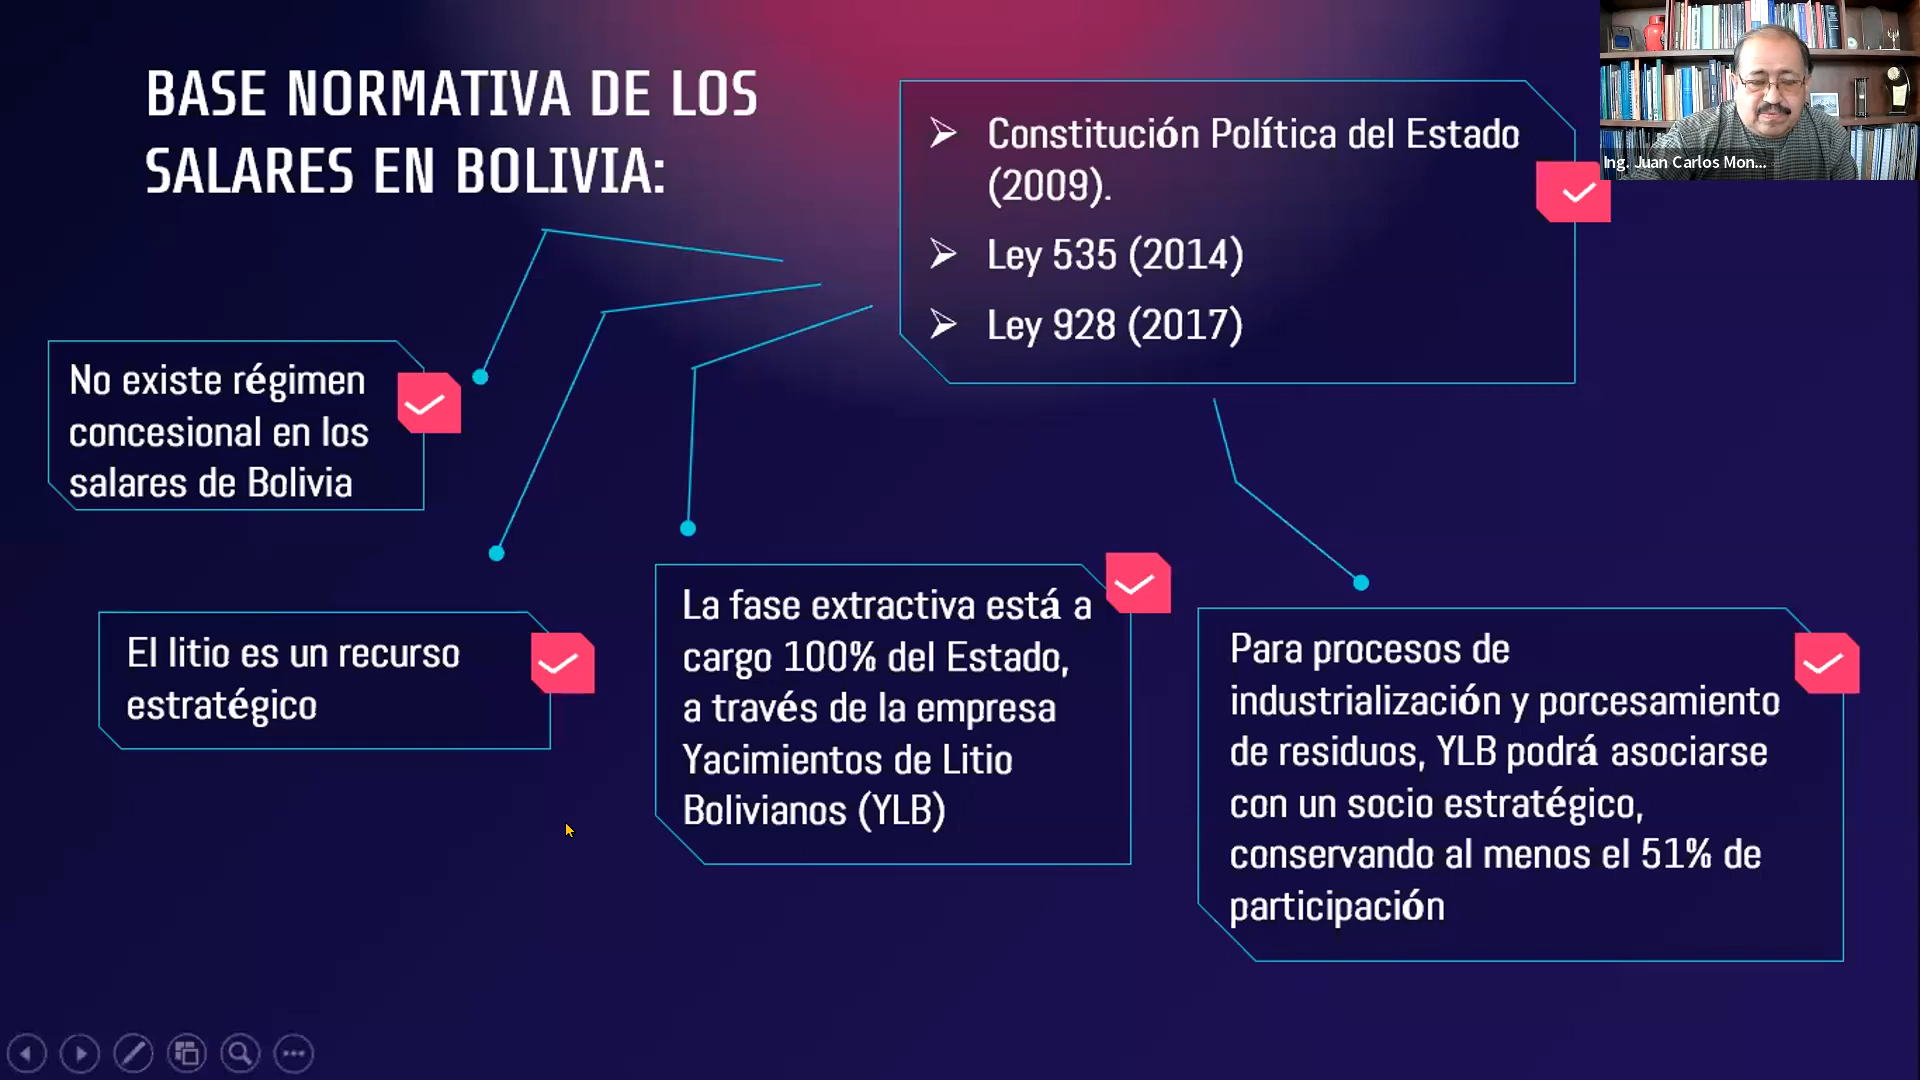 BASE NORMATIVA DE LOS
SALARES EN BOLIVIA:
Constitución Política del Estado
(2009).
Ley 535 (2014)
Ley 928 (2017)
Ing. Juan Carlos Mon...
No existe régimen
concesional en los
salares de Bolivia
El litio es un recurso
estratégico
La fase extractiva está a
cargo 100% del Estado,
a través de la empresa
Yacimientos de Litio
Bolivianos (YLB)
Para procesos de
industrialización y porcesamiento
de residuos, YLB podrá asociarse
con un socio estratégico,
conservando al menos el 51% de
participación